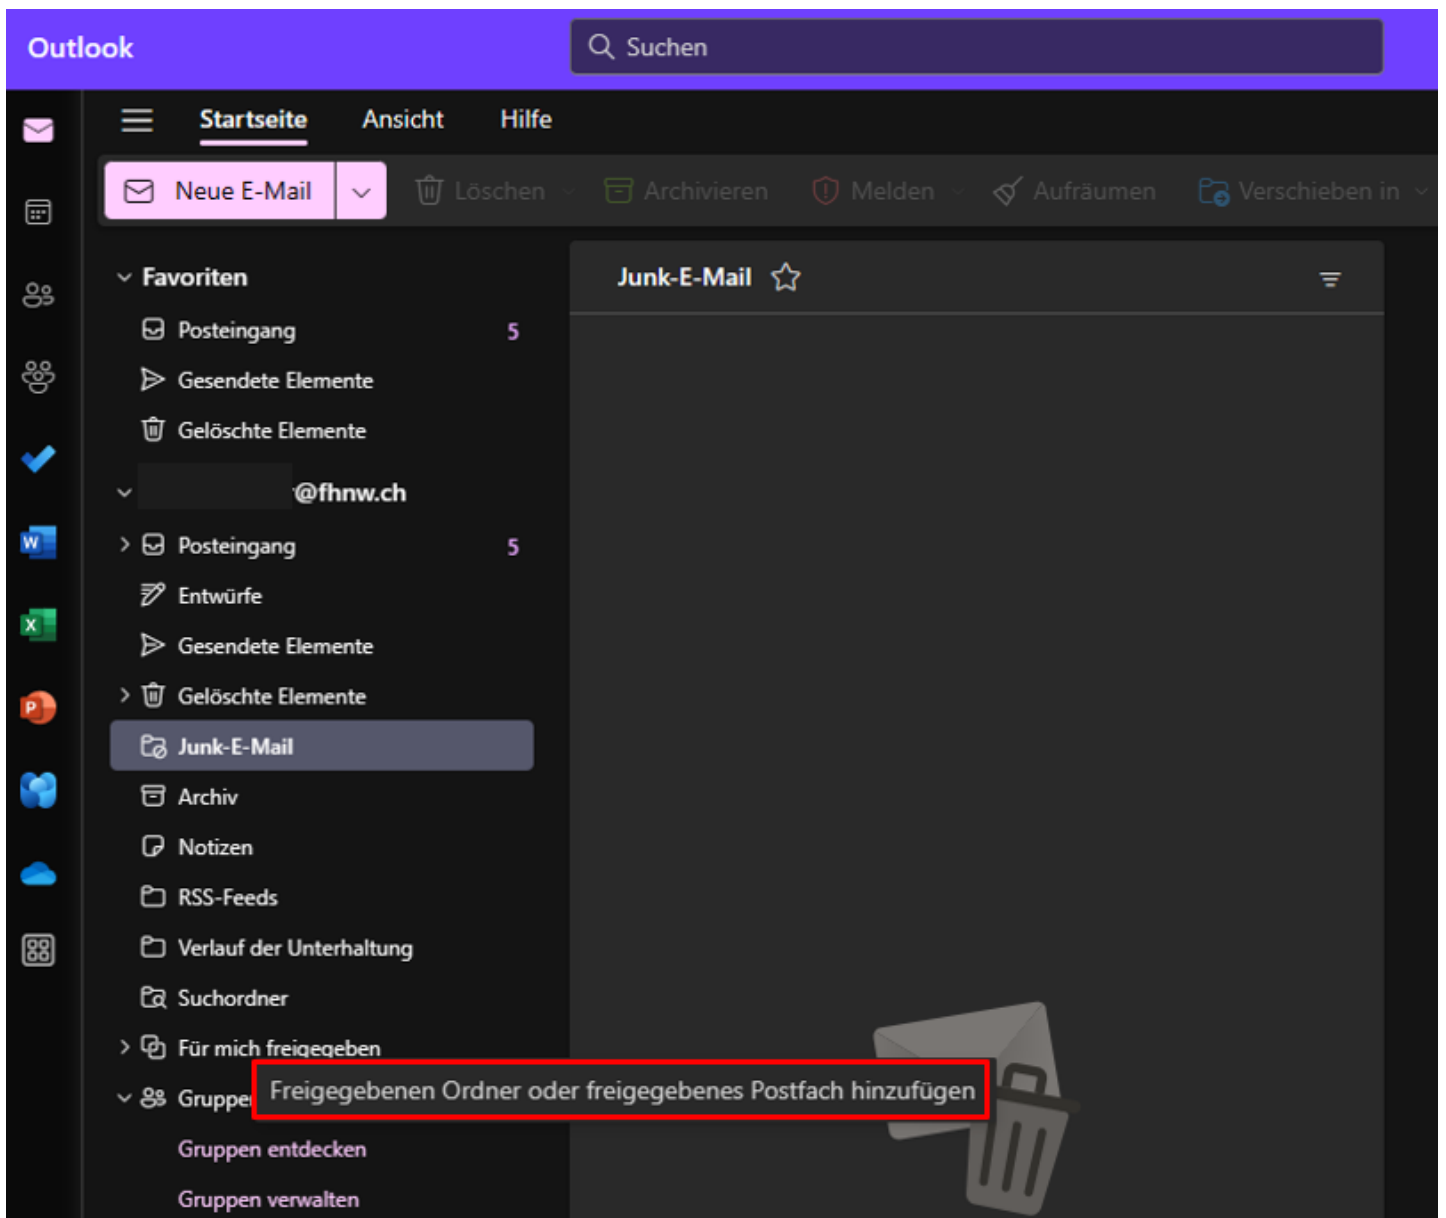 Outlook
Suchen
Startseite Ansicht Hilfe
Neue E-Mail Löschen Archivieren Melden Aufräumen Verschieben in
Favoriten
Junk-E-Mail
Posteingang 5
Gesendete Elemente
Gelöschte Elemente
@fhnw.ch
Posteingang 5
Entwürfe
Gesendete Elemente
Gelöschte Elemente
Junk-E-Mail
Archiv
Notizen
RSS-Feeds
Verlauf der Unterhaltung
Suchordner
Für mich freigegeben
Freigegebenen Ordner oder freigegebenes Postfach hinzufügen
Gruppe
Gruppen entdecken
Gruppen verwalten